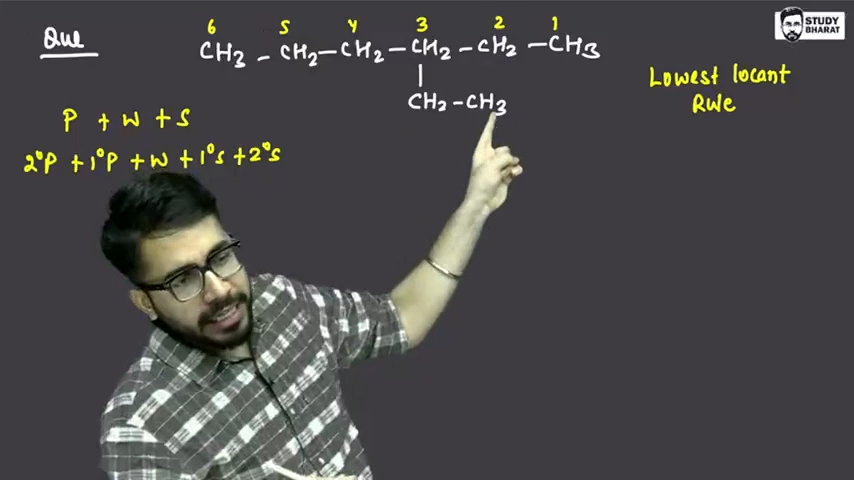 Que
6 5 4 3 2 1
CH3 - CH2 - CH2 - CH2 - CH2 - CH3
CH2 - CH3
P + W + S
2°P + 1°P + W + 1°S + 2°S
Lowest locant
Rule
STUDY
BHARAT